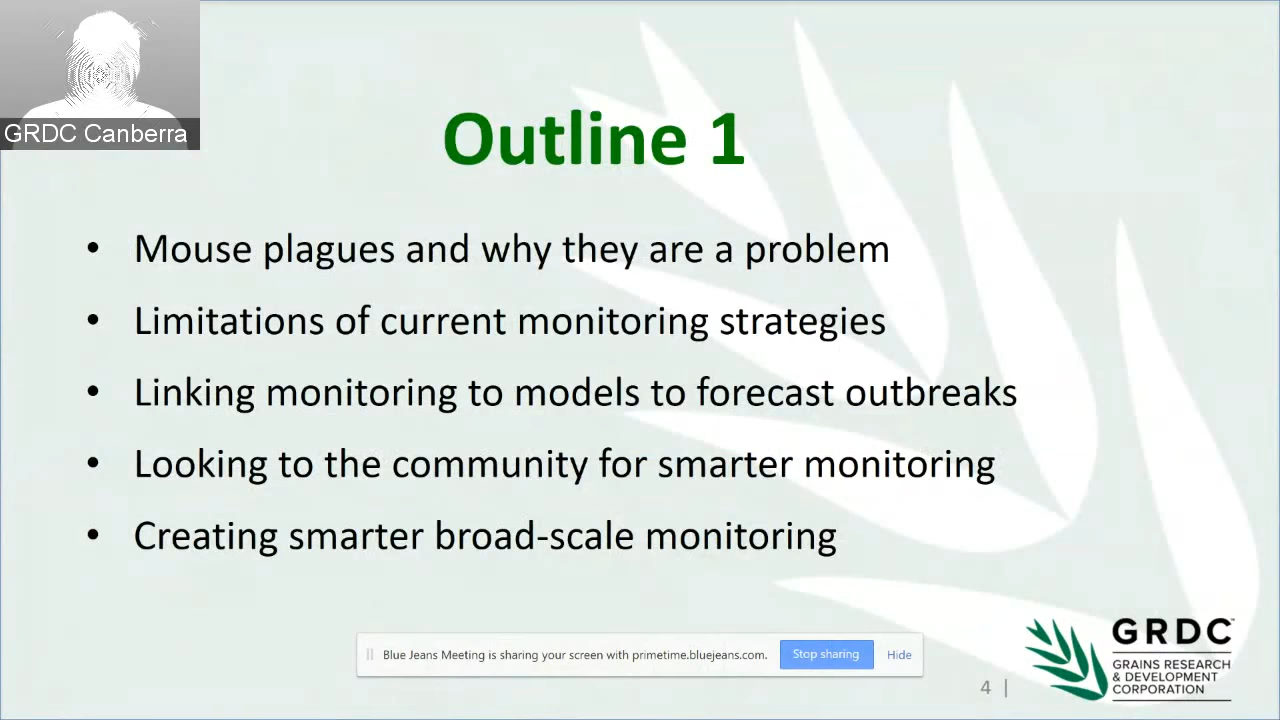 GRDC Canberra
Outline 1
• Mouse plagues and why they are a problem
• Limitations of current monitoring strategies
• Linking monitoring to models to forecast outbreaks
• Looking to the community for smarter monitoring
• Creating smarter broad-scale monitoring
Blue Jeans Meeting is sharing your screen with primetime.bluejeans.com. Stop sharing Hide
4 |
GRDC™
GRAINS RESEARCH
& DEVELOPMENT
CORPORATION